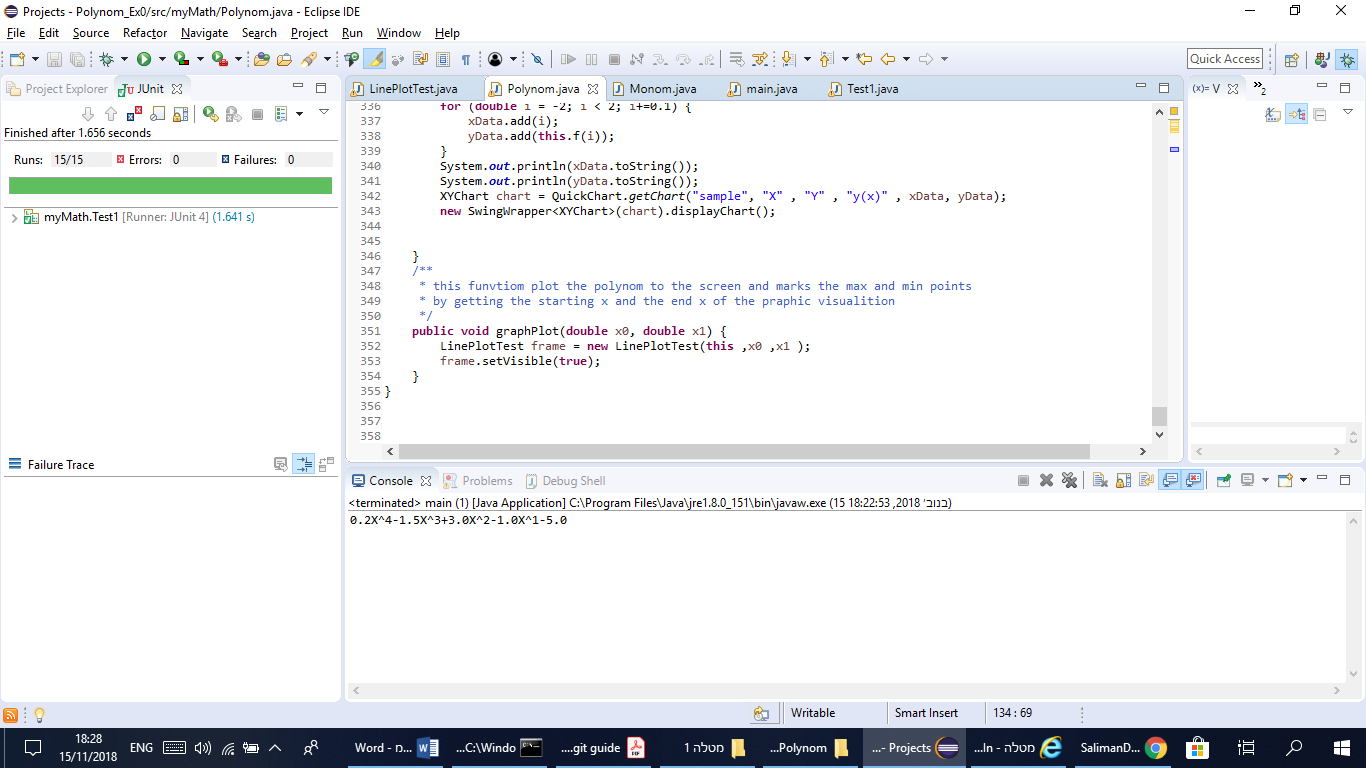 Projects - Polynom_Ex0/src/myMath/Polynom.java - Eclipse IDE
File Edit Source Refactor Navigate Search Project Run Window Help
Quick Access
Project Explorer JUnit
Finished after 1.656 seconds
Runs: 15/15 Errors: 0 Failures: 0
myMath.Test1 [Runner: JUnit 4] (1.641 s)
Failure Trace
LinePlotTest.java Polynom.java Monom.java main.java Test1.java
336 for (double i = -2; i < 2; i+=0.1) {
337 xData.add(i);
338 yData.add(this.f(i));
339 }
340 System.out.println(xData.toString());
341 System.out.println(yData.toString());
342 XYChart chart = QuickChart.getChart("sample", "X" , "Y" , "y(x)" , xData, yData);
343 new SwingWrapper<XYChart>(chart).displayChart();
344
345
346 }
347 /**
348 * this funvtiom plot the polynom to the screen and marks the max and min points
349 * by getting the starting x and the end x of the praphic visualition
350 */
351 public void graphPlot(double x0, double x1) {
352 LinePlotTest frame = new LinePlotTest(this ,x0 ,x1 );
353 frame.setVisible(true);
354 }
355 }
356
357
358
(x)= V
2
Console Problems Debug Shell
<terminated> main (1) [Java Application] C:\Program Files\Java\jre1.8.0_151\bin\javaw.exe (15 בנוב׳ 2018, 18:22:53)
0.2X^4-1.5X^3+3.0X^2-1.0X^1-5.0
Writable Smart Insert 134 : 69
18:28
15/11/2018
ENG
Word - מ...
...C:\Windo
....git guide
מטלה 1
...Polynom
...- Projects
...In - מטלה
SalimanD...